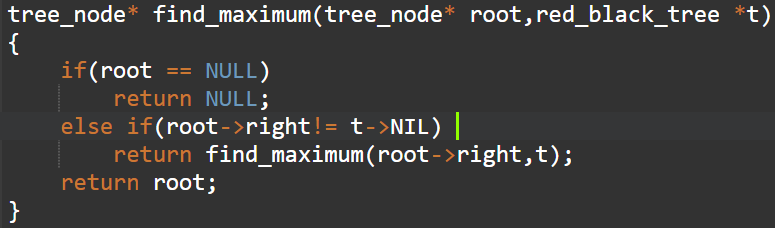 tree_node* find_maximum(tree_node* root,red_black_tree *t)
{
    if(root == NULL)
        return NULL;
    else if(root->right!= t->NIL)
        return find_maximum(root->right,t);
    return root;
}